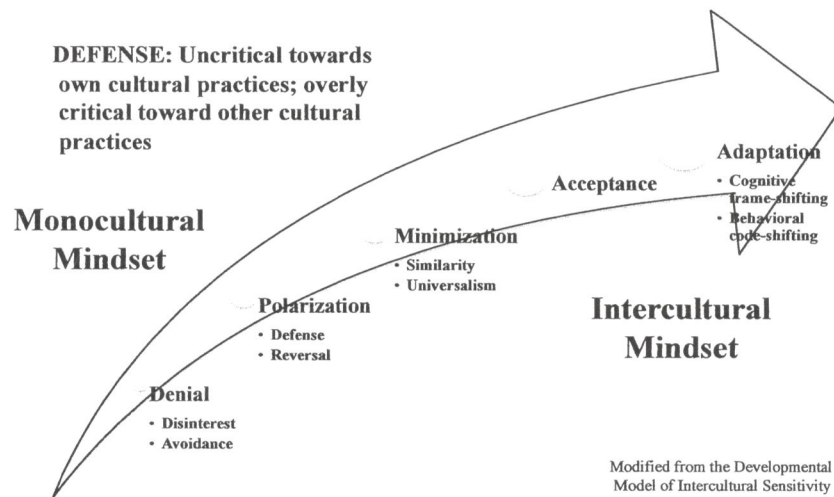 DEFENSE: Uncritical towards
own cultural practices; overly
critical toward other cultural
practices
Monocultural
Mindset
Adaptation
• Cognitive
frame-shifting
• Behavioral
code-shifting
Acceptance
Minimization
• Similarity
• Universalism
Polarization
• Defense
• Reversal
Intercultural
Mindset
Denial
• Disinterest
• Avoidance
Modified from the Developmental
Model of Intercultural Sensitivity